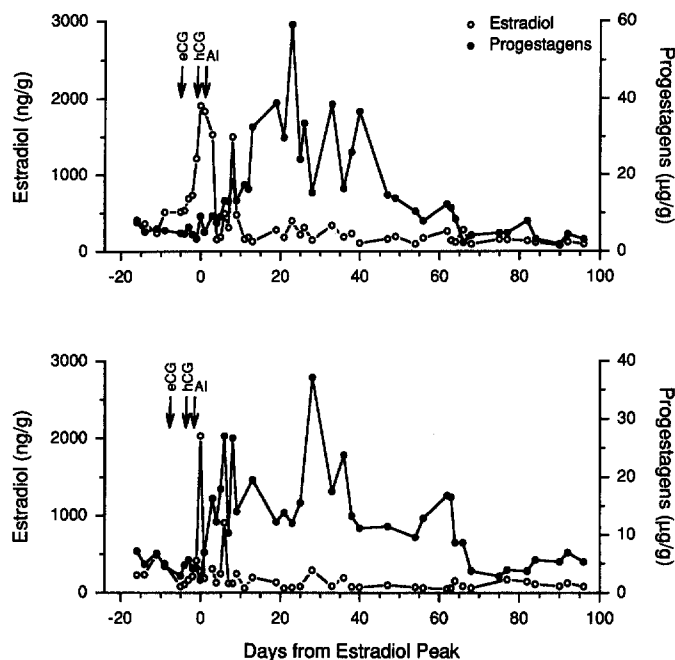 eCG
hCG
AI
Estradiol
Progestagens
Estradiol (ng/g)
3000
2000
1000
0
60
40
20
0
Progestagens (µg/g)
-20 0 20 40 60 80 100
eCG
hCG
AI
Estradiol (ng/g)
3000
2000
1000
0
40
30
20
10
0
Progestagens (µg/g)
-20 0 20 40 60 80 100
Days from Estradiol Peak